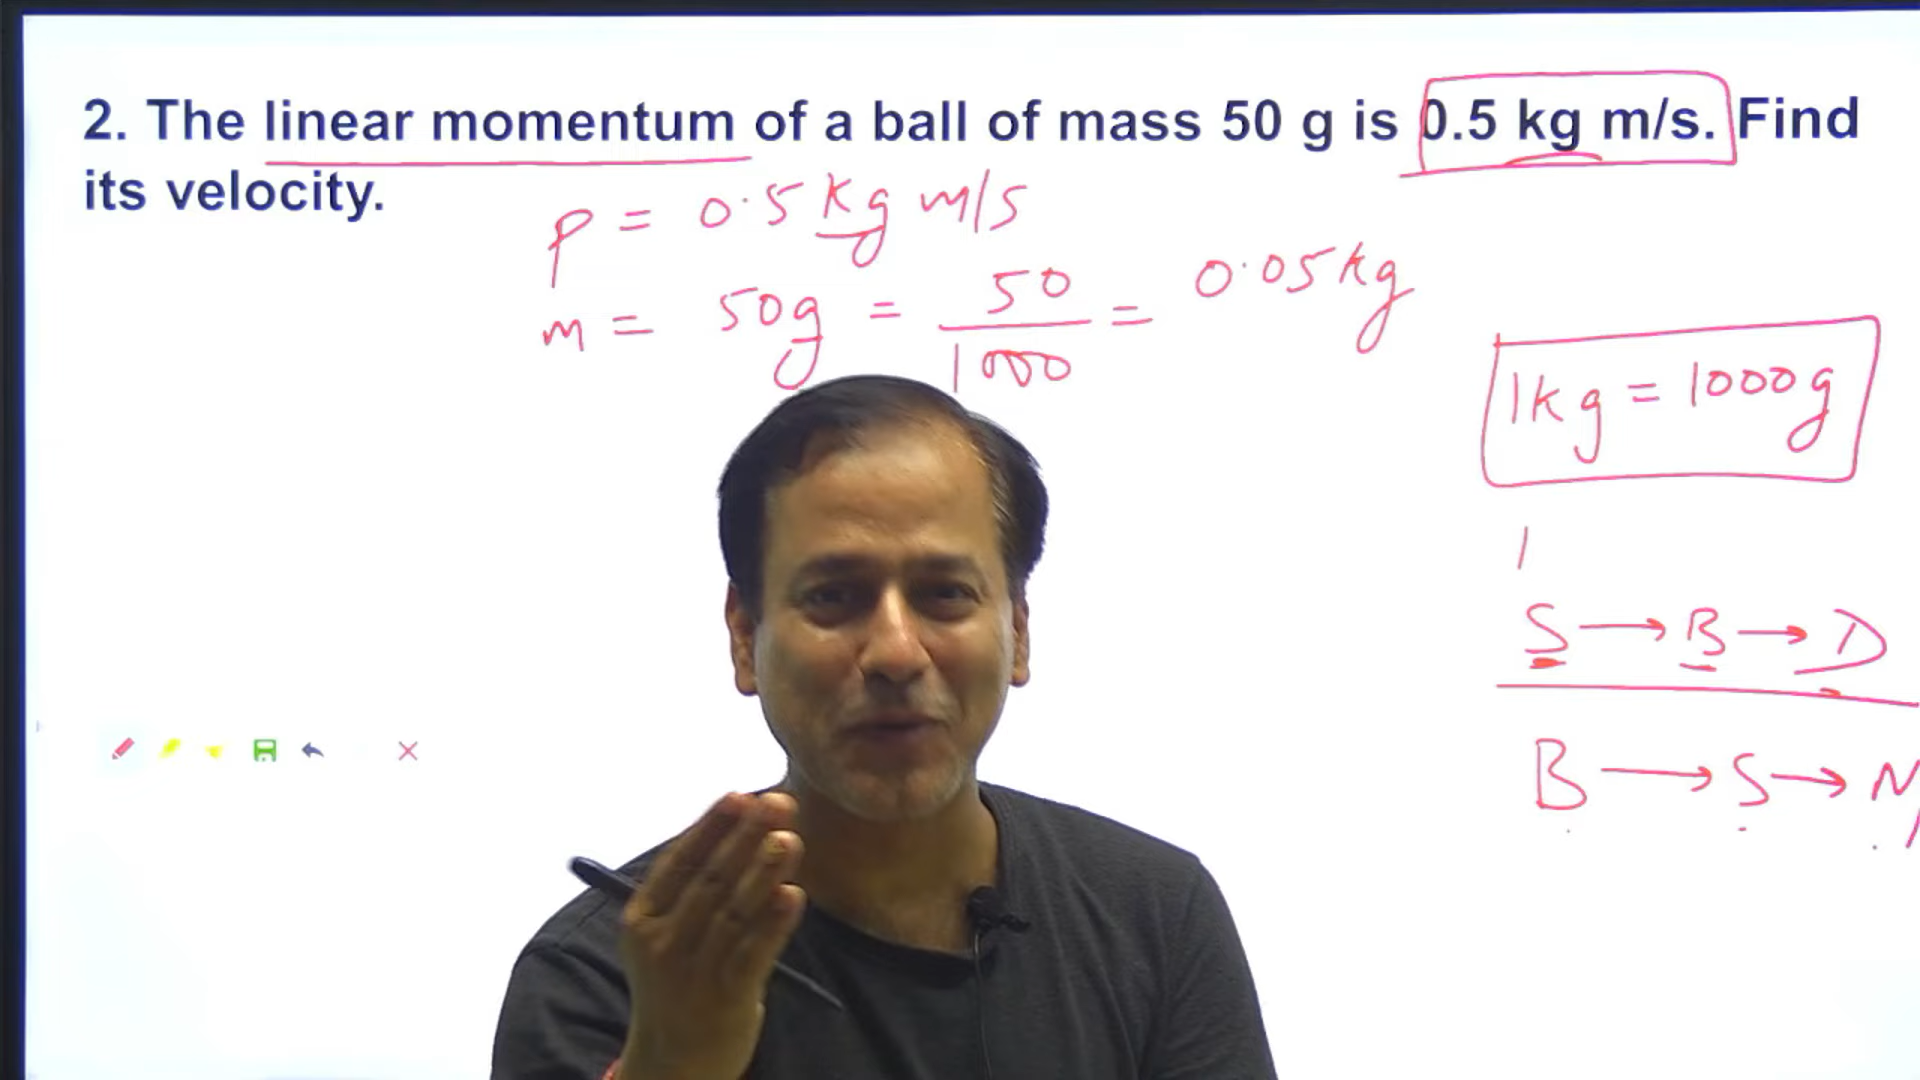 2. The linear momentum of a ball of mass 50 g is 0.5 kg m/s. Find
its velocity.
p = 0.5 kg m/s
m = 50g = 50/1000 = 0.05 kg
1kg = 1000g
1
S → B → D
B → S →